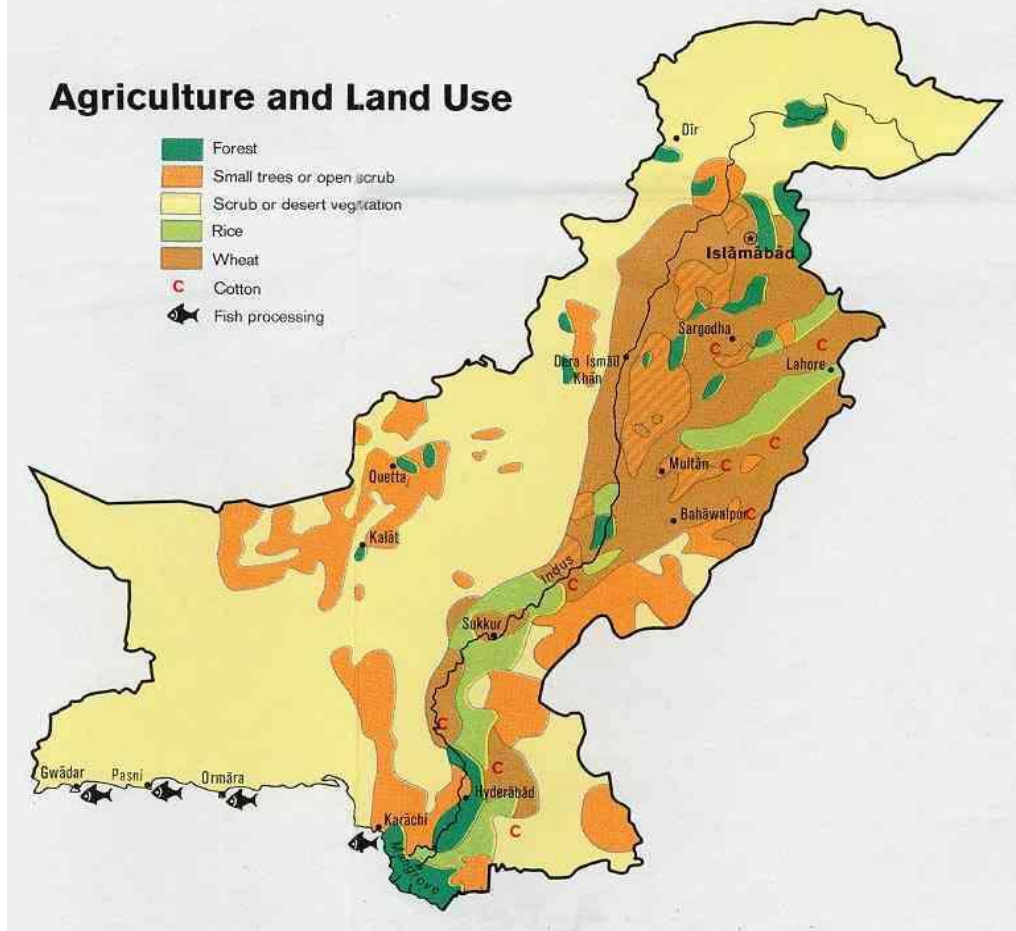 Agriculture and Land Use
Forest
Small trees or open scrub
Scrub or desert vegetation
Rice
Wheat
C Cotton
Fish processing
Dīr
Islāmābād
Sargodha
C
C
Dera Ismāīl
Khān
Lahore
C
Multān
C
Quetta
Bahāwalpur
C
Kalāt
Indus
C
Sukkur
C
C
Gwādar
Pasni
Ormāra
Hyderābād
Karāchi
C
Mangrove